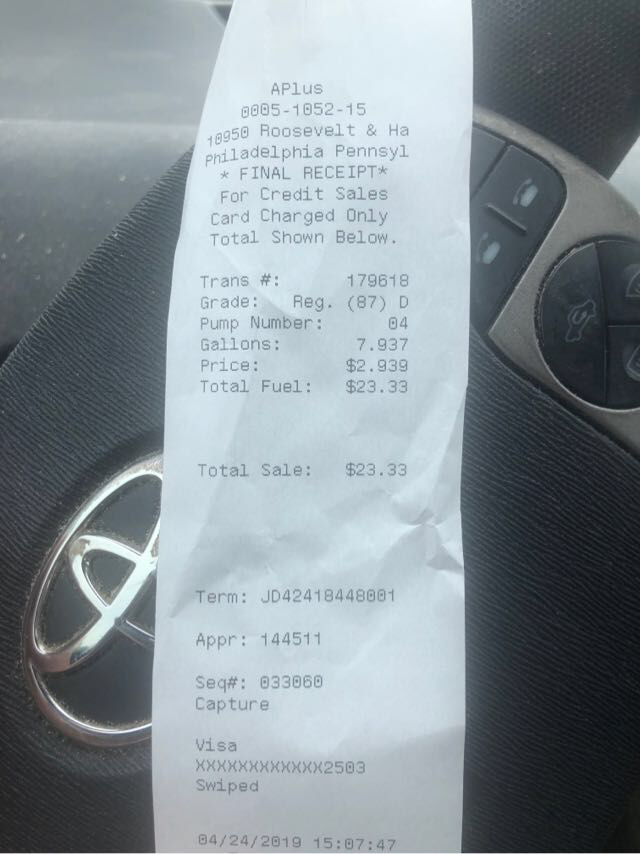 APlus
0005-1052-15
10950 Roosevelt & Ha
Philadelphia Pennsyl
* FINAL RECEIPT*
For Credit Sales
Card Charged Only
Total Shown Below.
Trans #: 179618
Grade: Reg. (87) D
Pump Number: 04
Gallons: 7.937
Price: $2.939
Total Fuel: $23.33
Total Sale: $23.33
Term: JD42418448001
Appr: 144511
Seq#: 033060
Capture
Visa
XXXXXXXXXXXX2503
Swiped
04/24/2019 15:07:47